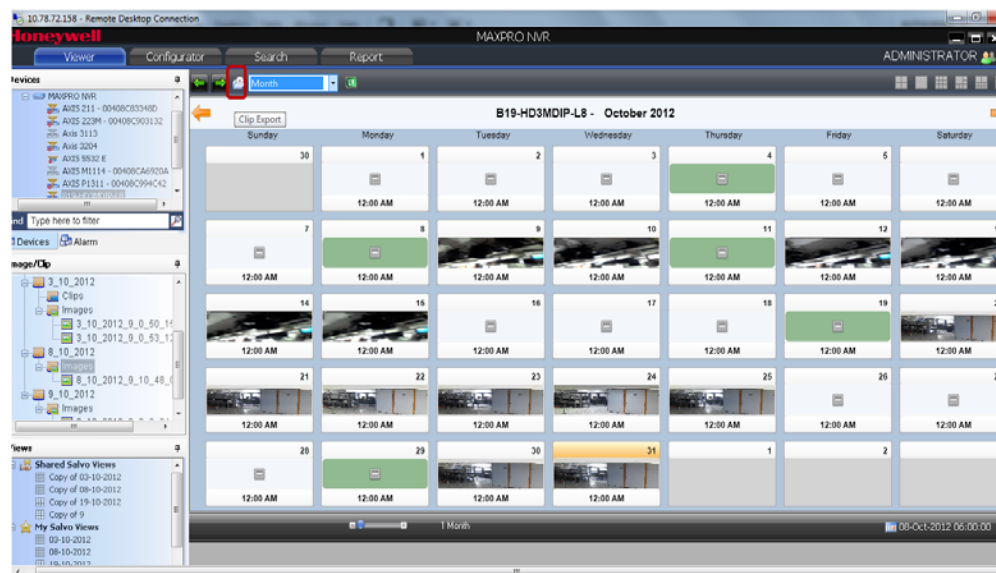 10.78.72.158 - Remote Desktop Connection
Honeywell
MAXPRO NVR
Viewer
Configurator
Search
Report
ADMINISTRATOR
Devices
MAXPRO NVR
AXIS 211 - 00408C83348D
AXIS 223M - 00408C903132
Axis 3113
Axis 3204
AXIS 5532 E
AXIS M1114 - 00408CA6920A
AXIS P1311 - 00408C994C42
Type here to filter
Devices
Alarm
Image/Clip
3_10_2012
Clips
Images
3_10_2012_9_0_50_1
3_10_2012_9_0_53_1
8_10_2012
Images
8_10_2012_9_10_48_
9_10_2012
Images
Views
Shared Salvo Views
Copy of 03-10-2012
Copy of 08-10-2012
Copy of 19-10-2012
Copy of 9
My Salvo Views
03-10-2012
08-10-2012
19-10-2012
Month
Clip Export
B19-HD3MDIP-L8 - October 2012
Sunday Monday Tuesday Wednesday Thursday Friday Saturday
30 1 2 3 4 5
12:00 AM 12:00 AM 12:00 AM 12:00 AM 12:00 AM 12:00 AM
7 8 9 10 11 12
12:00 AM 12:00 AM 12:00 AM 12:00 AM 12:00 AM 12:00 AM 12:00 AM
14 15 16 17 18 19
12:00 AM 12:00 AM 12:00 AM 12:00 AM 12:00 AM 12:00 AM 12:00 AM
21 22 23 24 25 26
12:00 AM 12:00 AM 12:00 AM 12:00 AM 12:00 AM 12:00 AM 12:00 AM
28 29 30 31 1 2
12:00 AM 12:00 AM 12:00 AM 12:00 AM
1 Month
08-Oct-2012 06:00:00